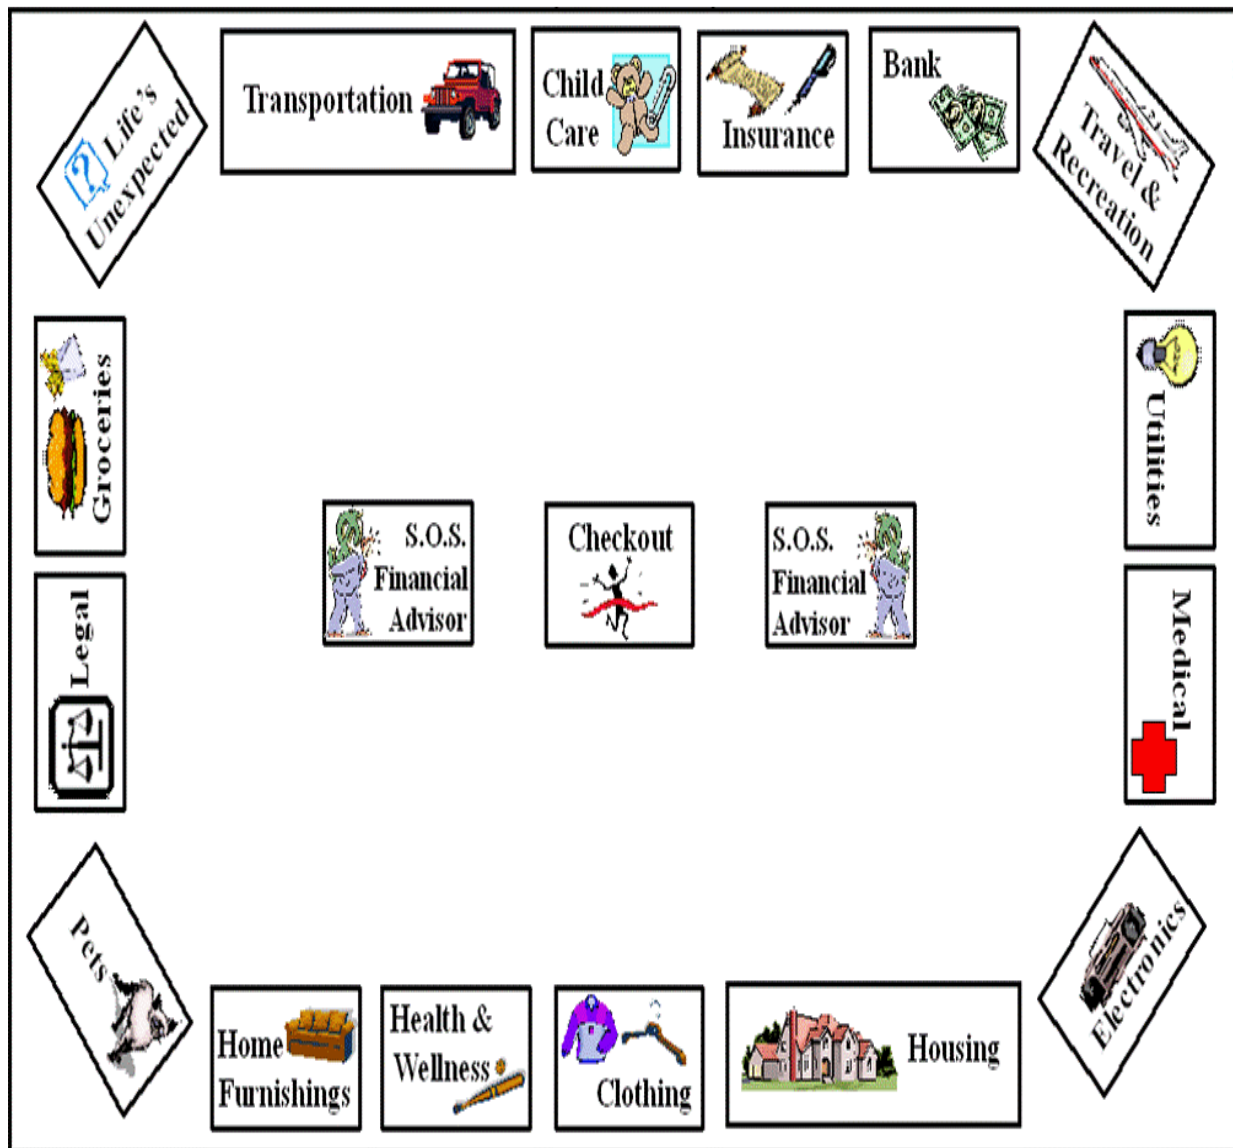 Life's
Unexpected
Transportation
Child
Care
Insurance
Bank
Travel &
Recreation
Groceries
Utilities
S.O.S.
Financial
Advisor
Checkout
S.O.S.
Financial
Advisor
Legal
Medical
Pets
Electronics
Home
Furnishings
Health &
Wellness
Clothing
Housing